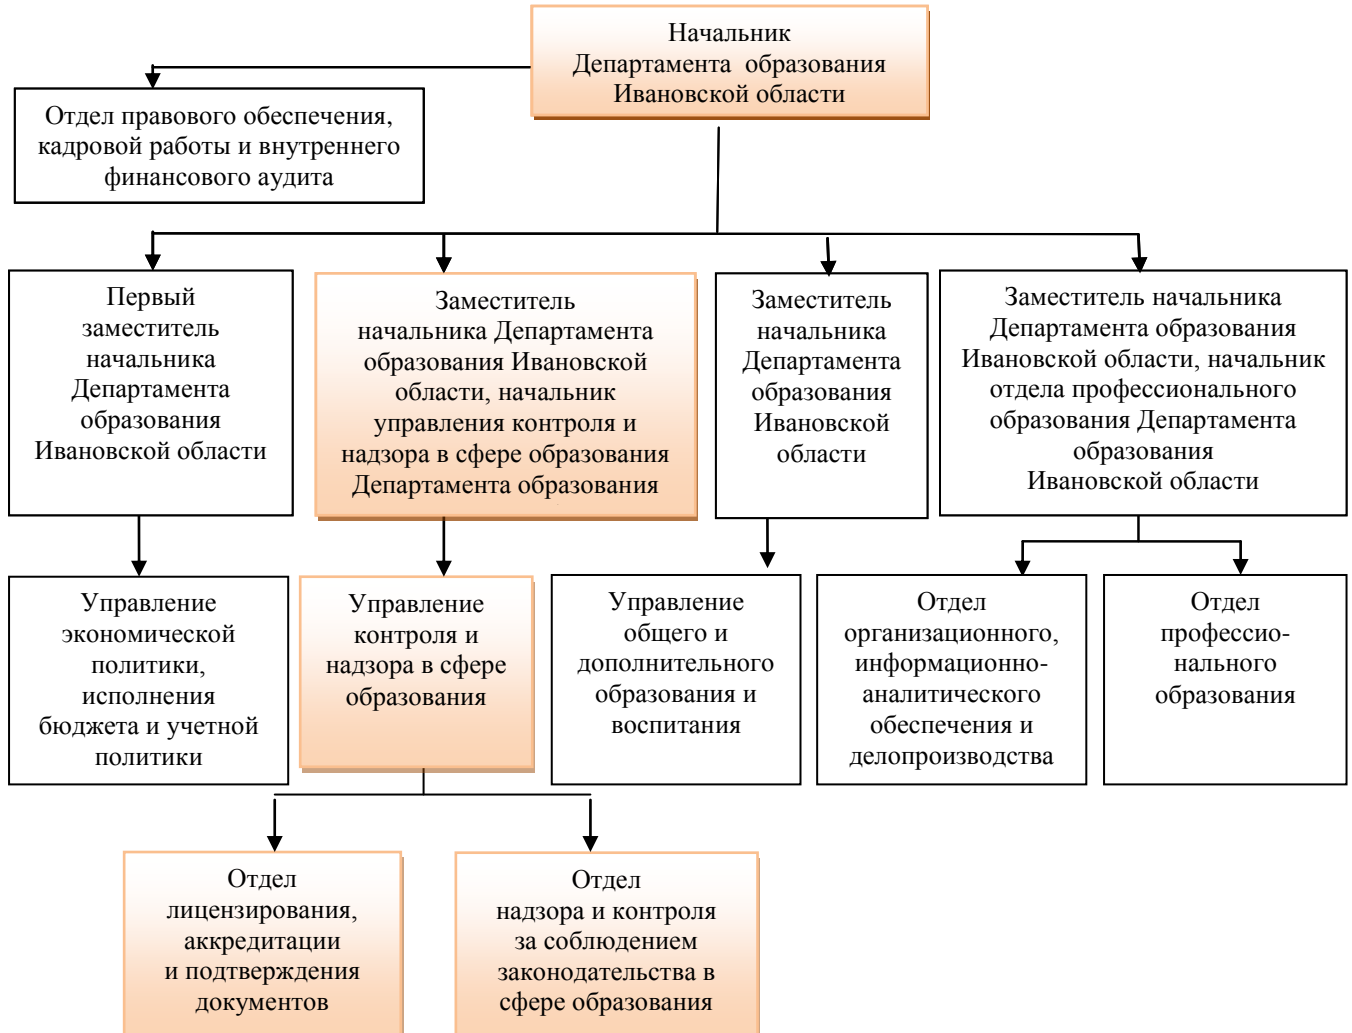 Начальник
Департамента образования
Ивановской области
Отдел правового обеспечения,
кадровой работы и внутреннего
финансового аудита
Первый
заместитель
начальника
Департамента
образования
Ивановской области
Заместитель
начальника Департамента
образования Ивановской
области, начальник
управления контроля и
надзора в сфере образования
Департамента образования
Заместитель
начальника
Департамента
образования
Ивановской
области
Заместитель начальника
Департамента образования
Ивановской области, начальник
отдела профессионального
образования Департамента
образования
Ивановской области
Управление
экономической
политики,
исполнения
бюджета и учетной
политики
Управление
контроля и
надзора в сфере
образования
Управление
общего и
дополнительного
образования и
воспитания
Отдел
организационного,
информационно-
аналитического
обеспечения и
делопроизводства
Отдел
профессио-
нального
образования
Отдел
лицензирования,
аккредитации
и подтверждения
документов
Отдел
надзора и контроля
за соблюдением
законодательства в
сфере образования